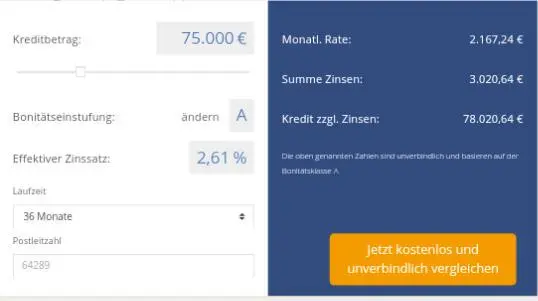 Kreditbetrag: 75.000 €
Bonitätseinstufung: ändern A
Effektiver Zinssatz: 2,61 %
Laufzeit
36 Monate
Postleitzahl
64289
Monatl. Rate: 2.167,24 €
Summe Zinsen: 3.020,64 €
Kredit zzgl. Zinsen: 78.020,64 €
Die oben genannten Zahlen sind unverbindlich und basieren auf der
Bonitätsklasse A.
Jetzt kostenlos und
unverbindlich vergleichen